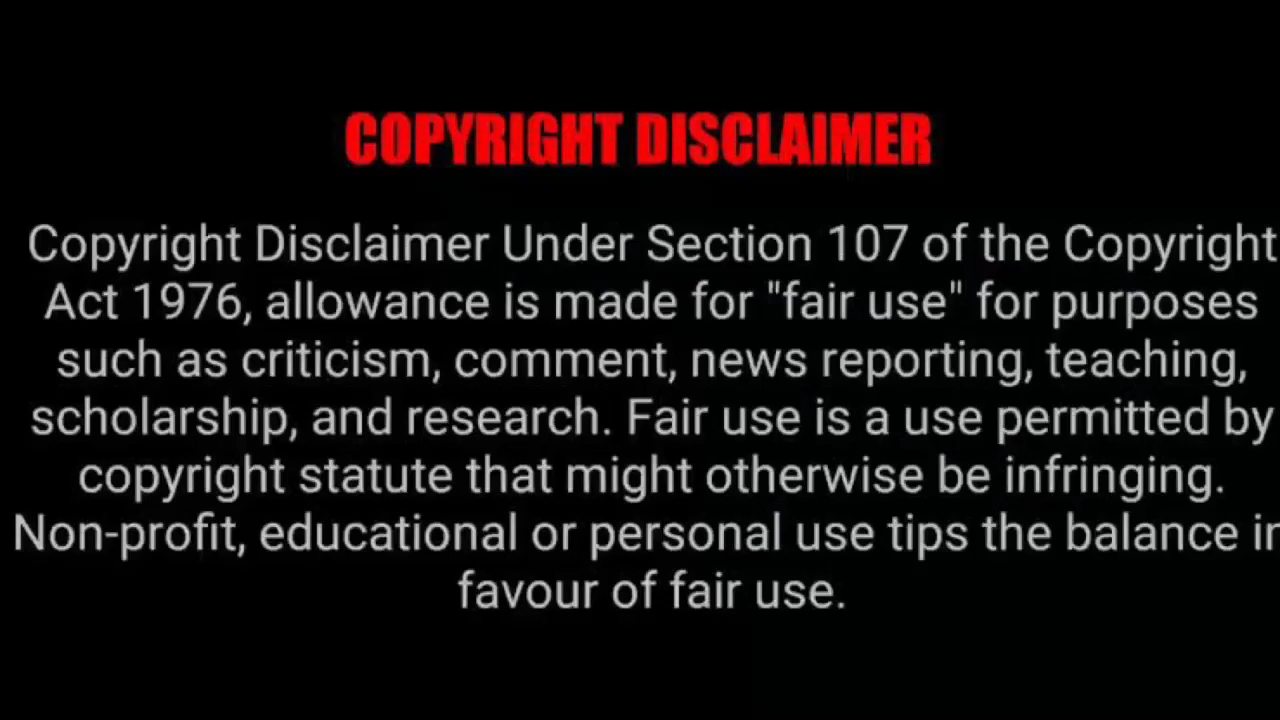 COPYRIGHT DISCLAIMER
Copyright Disclaimer Under Section 107 of the Copyright
Act 1976, allowance is made for "fair use" for purposes
such as criticism, comment, news reporting, teaching,
scholarship, and research. Fair use is a use permitted by
copyright statute that might otherwise be infringing.
Non-profit, educational or personal use tips the balance in
favour of fair use.